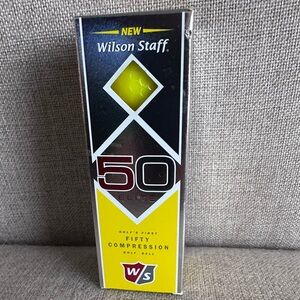 NEW
Wilson Staff
50
GOLF'S FIRST
FIFTY
COMPRESSION
GOLF BALL
W/S